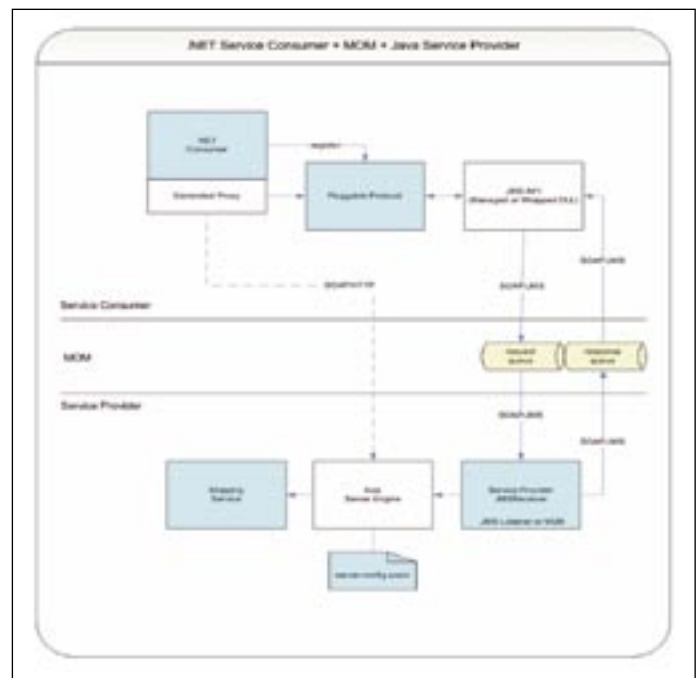 .NET Service Consumer + MOM + Java Service Provider
.NET
Consumer
Generated Proxy
register
Pluggable Protocol
JMS API
(Managed or Wrapped DLL)
SOAP/HTTP
SOAP/JMS
SOAP/JMS
Service Consumer
MOM
request
queue
response
queue
Service Provider
SOAP/JMS
SOAP/JMS
Shipping
Service
Axis
Server Engine
Service Provider
JMSReceiver
JMS Listener or MDB
server-config.wsdd